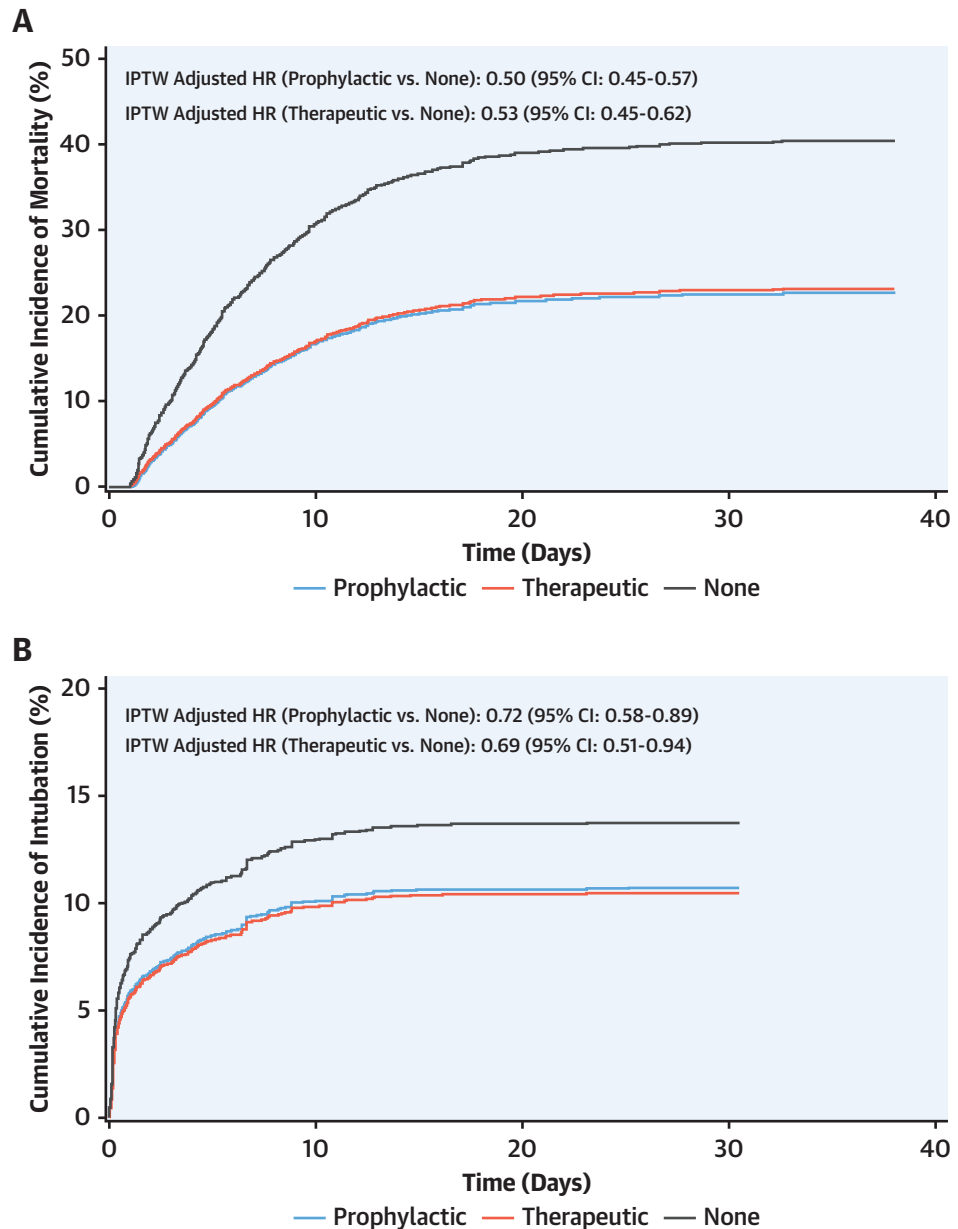 A
Cumulative Incidence of Mortality (%)
50
40
30
20
10
0
IPTW Adjusted HR (Prophylactic vs. None): 0.50 (95% CI: 0.45-0.57)
IPTW Adjusted HR (Therapeutic vs. None): 0.53 (95% CI: 0.45-0.62)
0 10 20 30 40
Time (Days)
Prophylactic Therapeutic None
B
Cumulative Incidence of Intubation (%)
20
15
10
5
0
IPTW Adjusted HR (Prophylactic vs. None): 0.72 (95% CI: 0.58-0.89)
IPTW Adjusted HR (Therapeutic vs. None): 0.69 (95% CI: 0.51-0.94)
0 10 20 30 40
Time (Days)
Prophylactic Therapeutic None